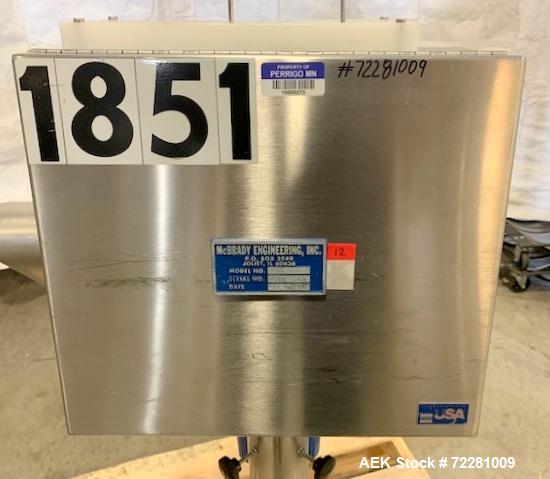 1851
PROPERTY OF
PERRIGO MN
#72281009
McBRADY ENGINEERING, INC.
P.O. BOX 2549
JOLIET, IL 60436
MODEL NO.
SERIAL NO.
DATE
12
USA
AEK Stock # 72281009